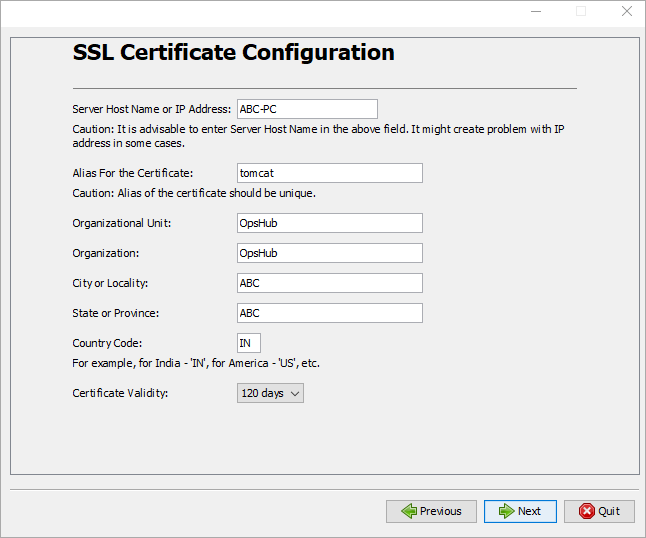 SSL Certificate Configuration
Server Host Name or IP Address: ABC-PC
Caution: It is advisable to enter Server Host Name in the above field. It might create problem with IP
address in some cases.
Alias For the Certificate: tomcat
Caution: Alias of the certificate should be unique.
Organizational Unit: OpsHub
Organization: OpsHub
City or Locality: ABC
State or Province: ABC
Country Code: IN
For example, for India - 'IN', for America - 'US', etc.
Certificate Validity: 120 days
Previous Next Quit